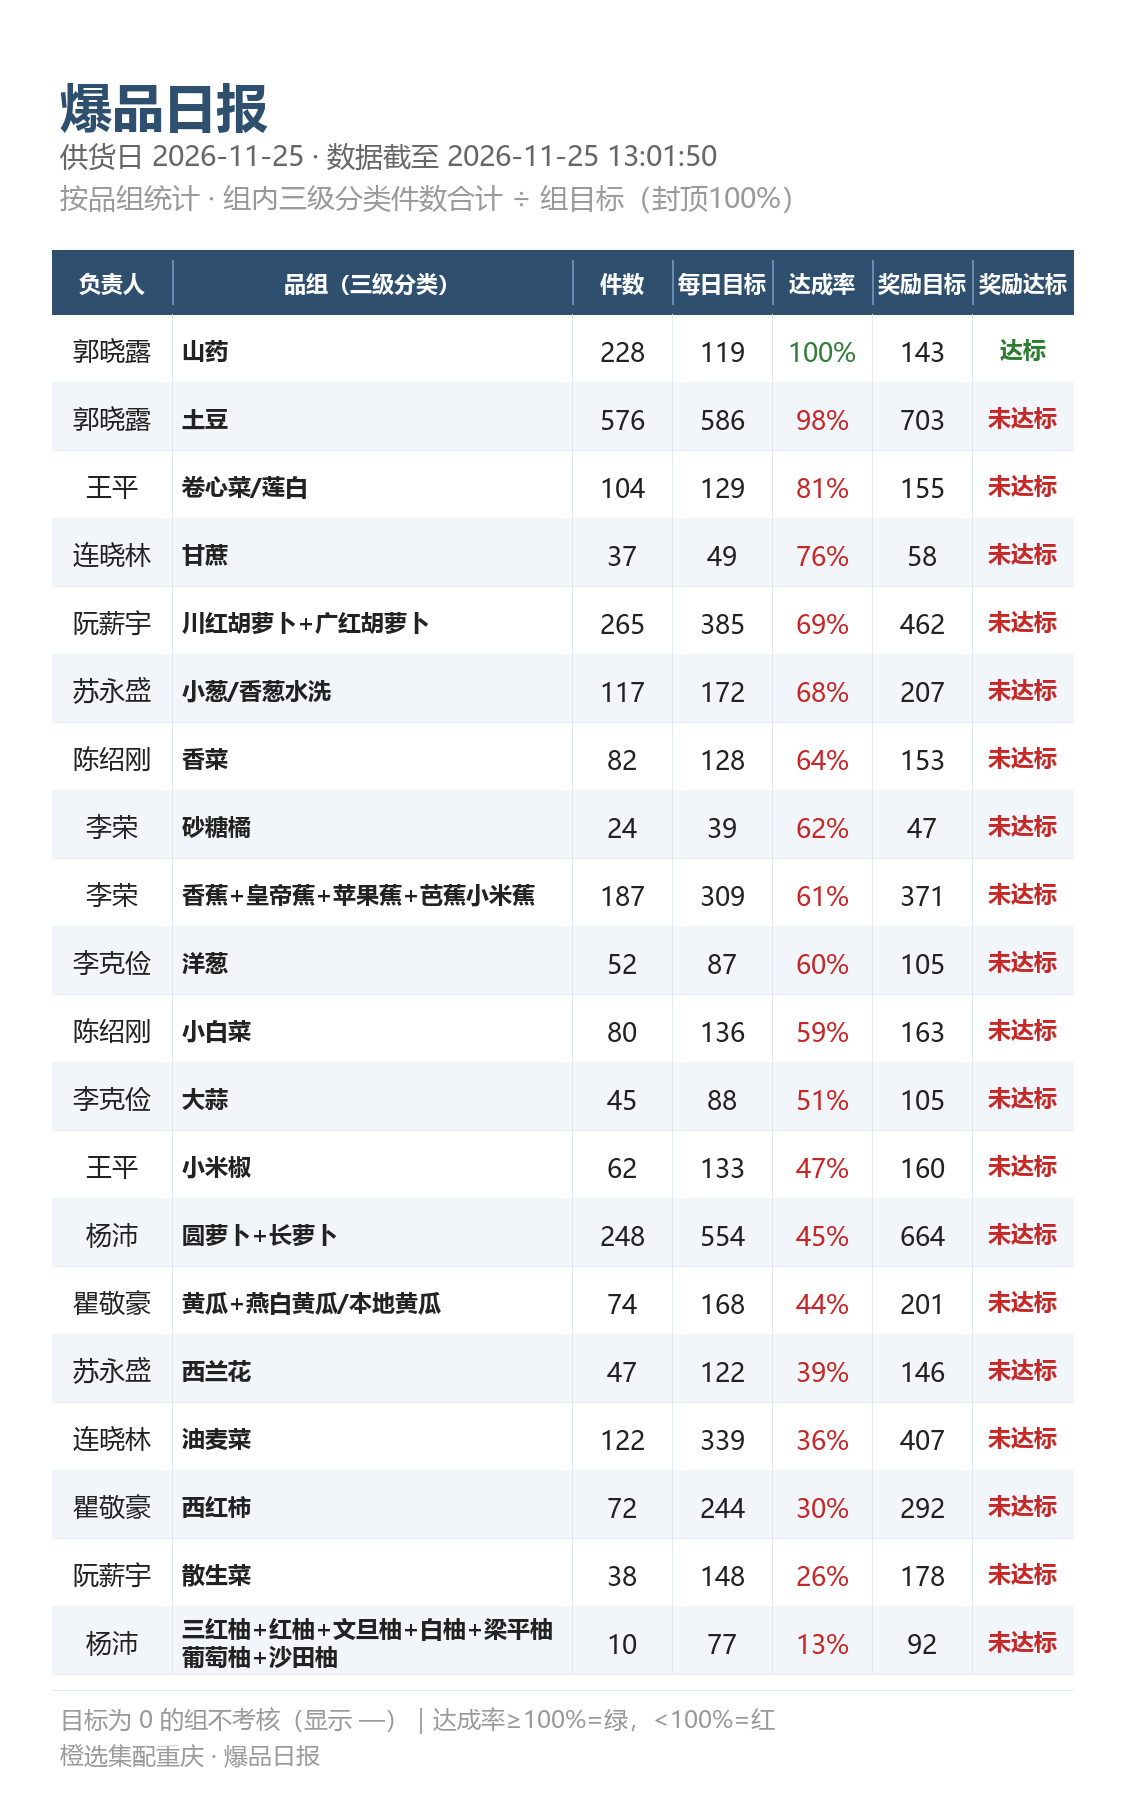 爆品日报
供货日 2026-11-25 · 数据截至 2026-11-25 13:01:50
按品组统计 · 组内三级分类件数合计 ÷ 组目标（封顶100%）
负责人 品组（三级分类） 件数 每日目标 达成率 奖励目标 奖励达标
郭晓露 山药 228 119 100% 143 达标
郭晓露 土豆 576 586 98% 703 未达标
王平 卷心菜/莲白 104 129 81% 155 未达标
连晓林 甘蔗 37 49 76% 58 未达标
阮薪宇 川红胡萝卜+广红胡萝卜 265 385 69% 462 未达标
苏永盛 小葱/香葱水洗 117 172 68% 207 未达标
陈绍刚 香菜 82 128 64% 153 未达标
李荣 砂糖橘 24 39 62% 47 未达标
李荣 香蕉+皇帝蕉+苹果蕉+芭蕉小米蕉 187 309 61% 371 未达标
李克俭 洋葱 52 87 60% 105 未达标
陈绍刚 小白菜 80 136 59% 163 未达标
李克俭 大蒜 45 88 51% 105 未达标
王平 小米椒 62 133 47% 160 未达标
杨沛 圆萝卜+长萝卜 248 554 45% 664 未达标
瞿敬豪 黄瓜+燕白黄瓜/本地黄瓜 74 168 44% 201 未达标
苏永盛 西兰花 47 122 39% 146 未达标
连晓林 油麦菜 122 339 36% 407 未达标
瞿敬豪 西红柿 72 244 30% 292 未达标
阮薪宇 散生菜 38 148 26% 178 未达标
杨沛 三红柚+红柚+文旦柚+白柚+梁平柚 10 77 13% 92 未达标
葡萄柚+沙田柚
目标为 0 的组不考核（显示 —）｜达成率≥100%=绿，<100%=红
橙选集配重庆 · 爆品日报